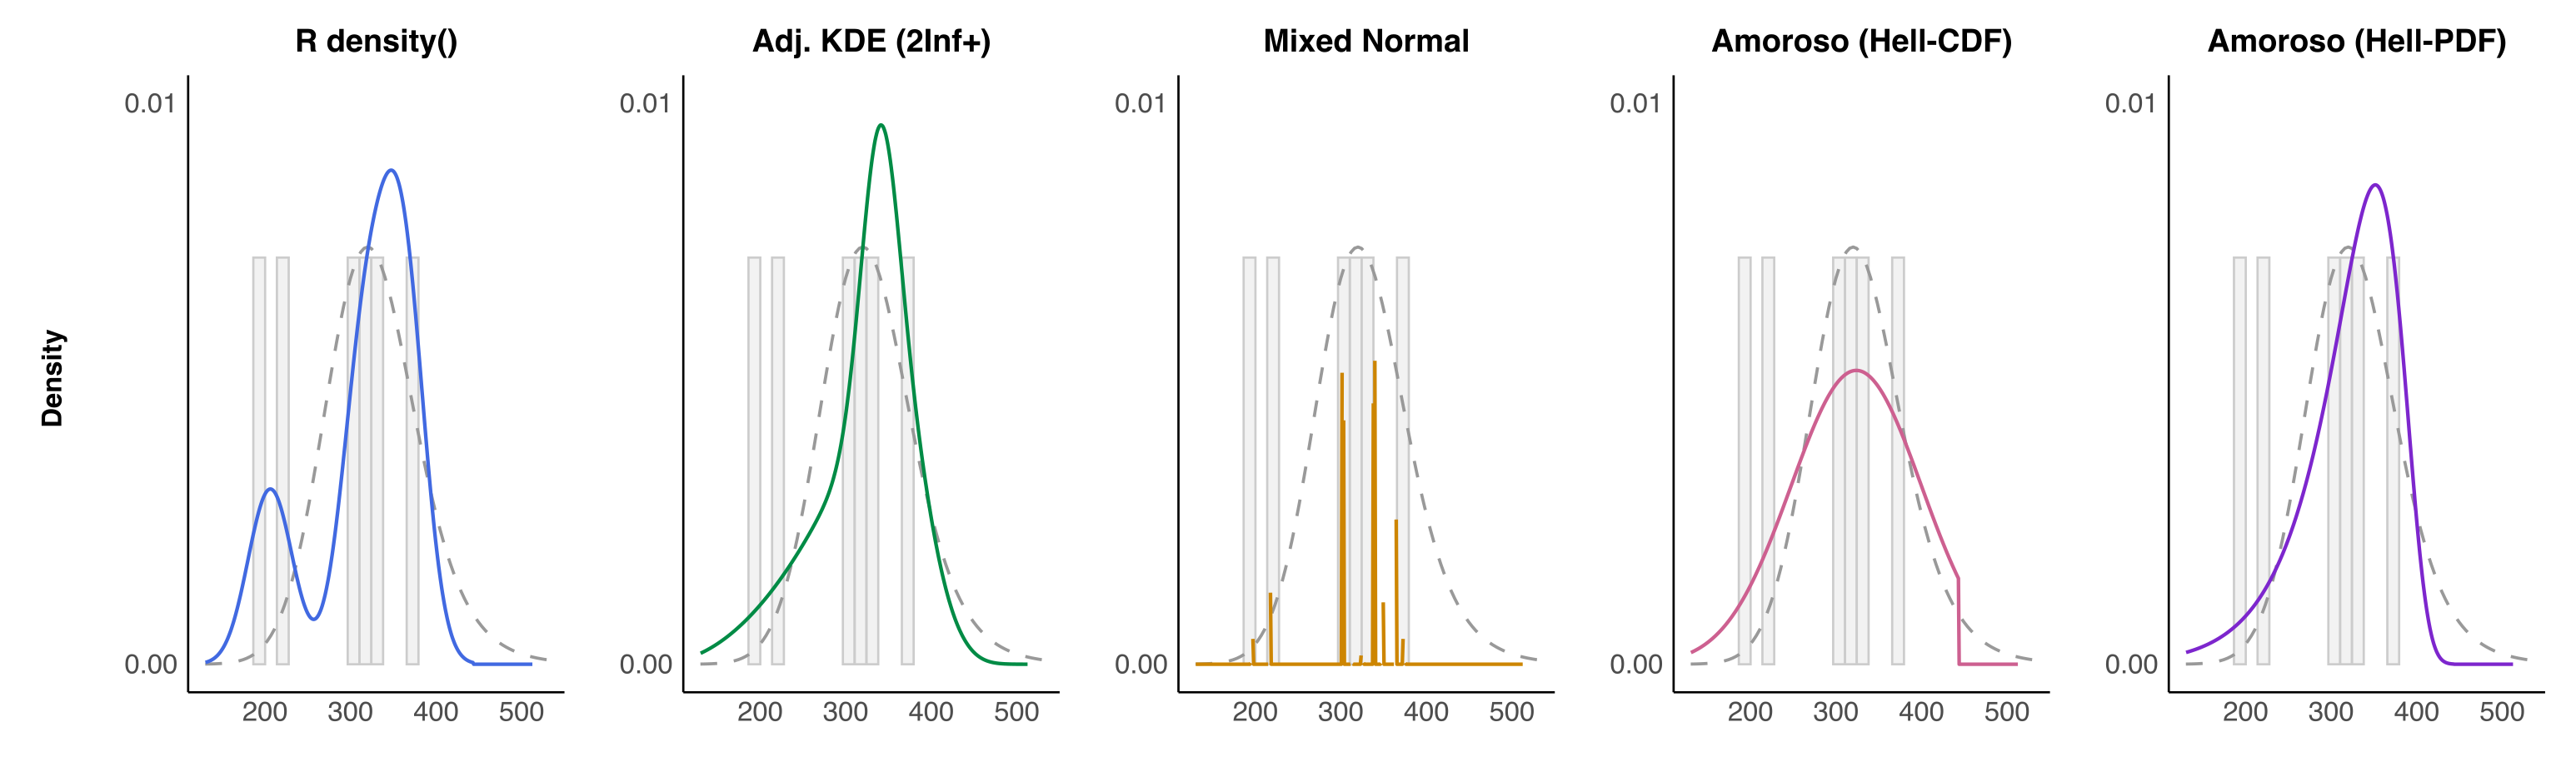 R density()
Adj. KDE (2Inf+)
Mixed Normal
Amoroso (Hell-CDF)
Amoroso (Hell-PDF)
Density
0.01
0.00
200 300 400 500
0.01
0.00
200 300 400 500
0.01
0.00
200 300 400 500
0.01
0.00
200 300 400 500
0.01
0.00
200 300 400 500